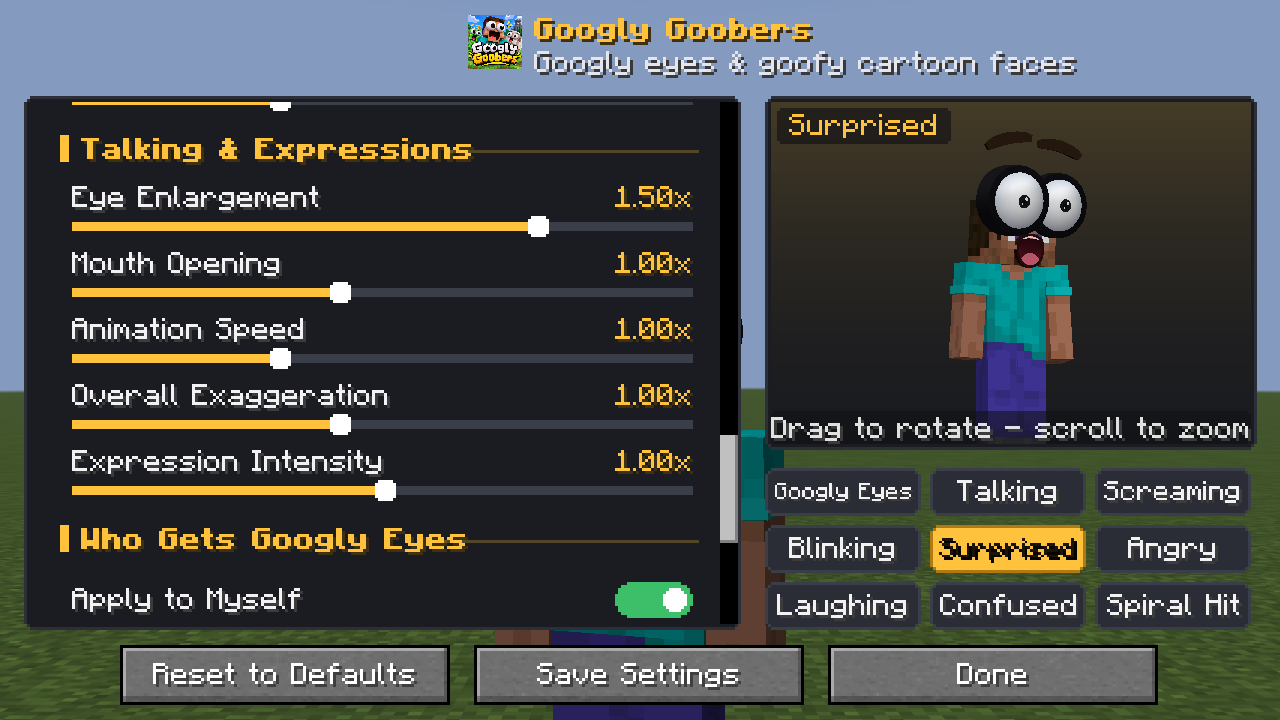 Googly Goobers
Googly Goobers
Googly eyes & goofy cartoon faces
Talking & Expressions
Eye Enlargement 1.50x
Mouth Opening 1.00x
Animation Speed 1.00x
Overall Exaggeration 1.00x
Expression Intensity 1.00x
Who Gets Googly Eyes
Apply to Myself
Surprised
Drag to rotate - scroll to zoom
Googly Eyes Talking Screaming
Blinking Surprised Angry
Laughing Confused Spiral Hit
Reset to Defaults Save Settings Done